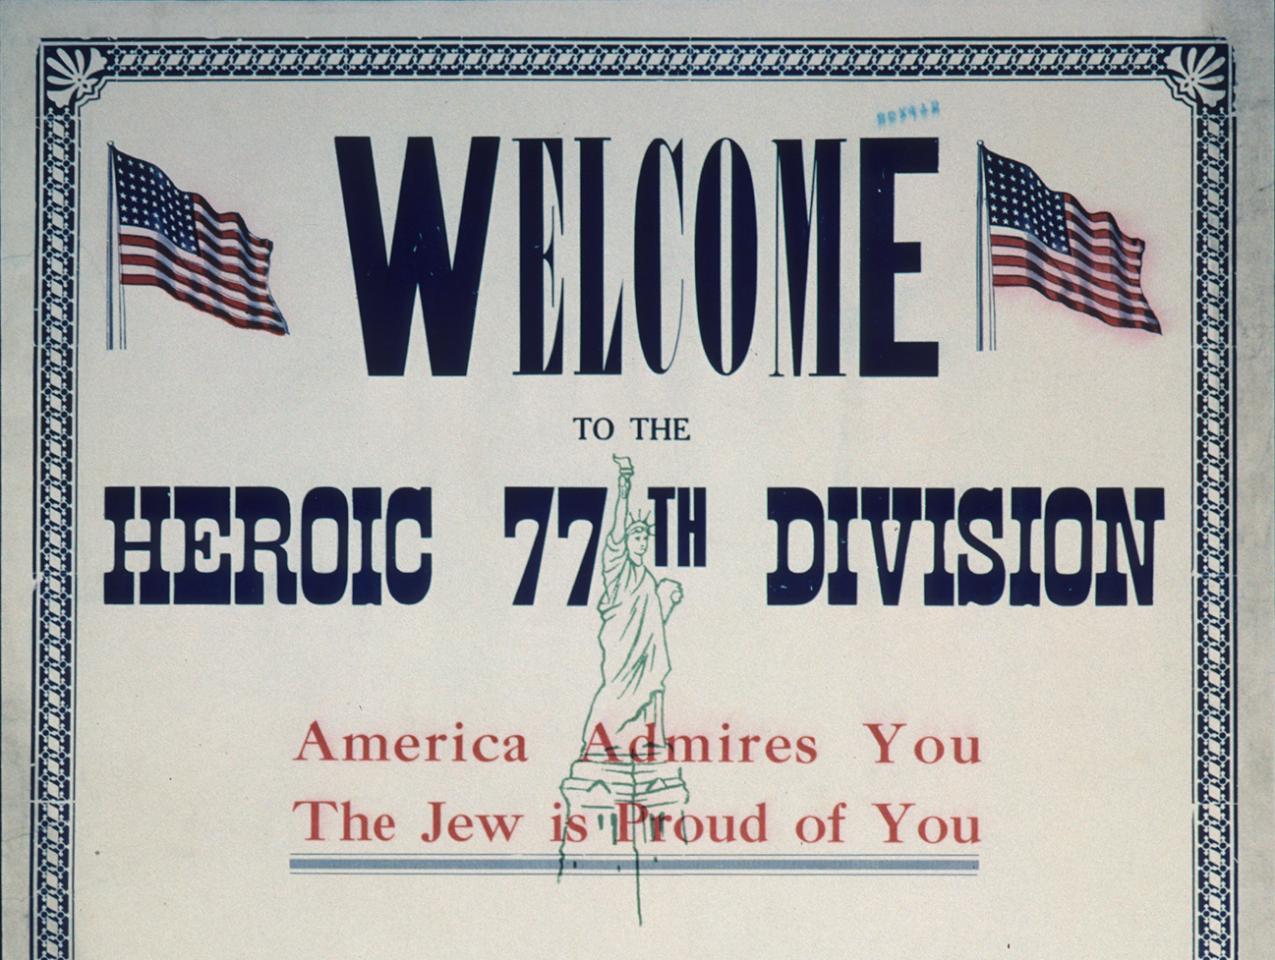 WELCOME
TO THE
HEROIC 77TH DIVISION
America Admires You
The Jew is Proud of You